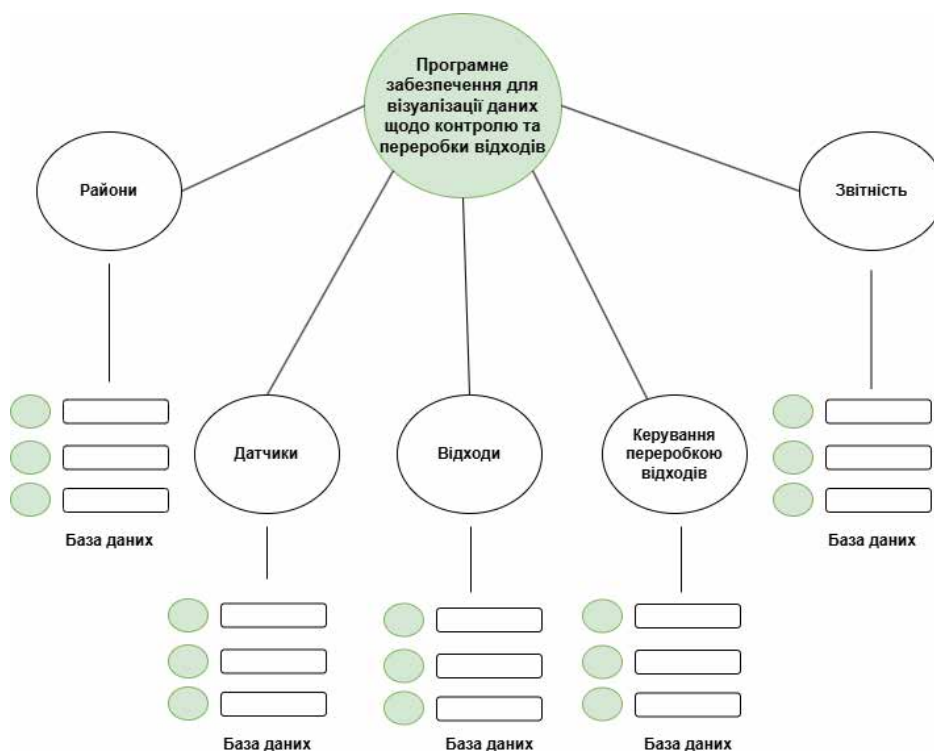 Програмне
забезпечення для
візуалізації даних
щодо контролю та
переробки відходів
Райони
Звітність
Датчики
Відходи
Керування
переробкою
відходів
База даних
База даних
База даних
База даних
База даних